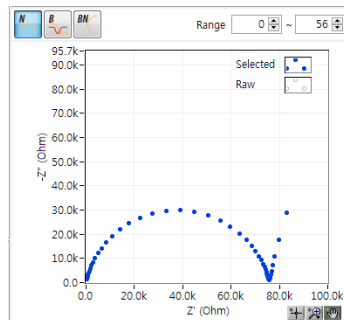 N B BN Range 0 ~ 56
95.7k
90.0k
80.0k
70.0k
60.0k
50.0k
40.0k
30.0k
20.0k
10.0k
0.0
-Z" (Ohm)
Selected
Raw
0.0 20.0k 40.0k 60.0k 80.0k 100.0k
Z' (Ohm)